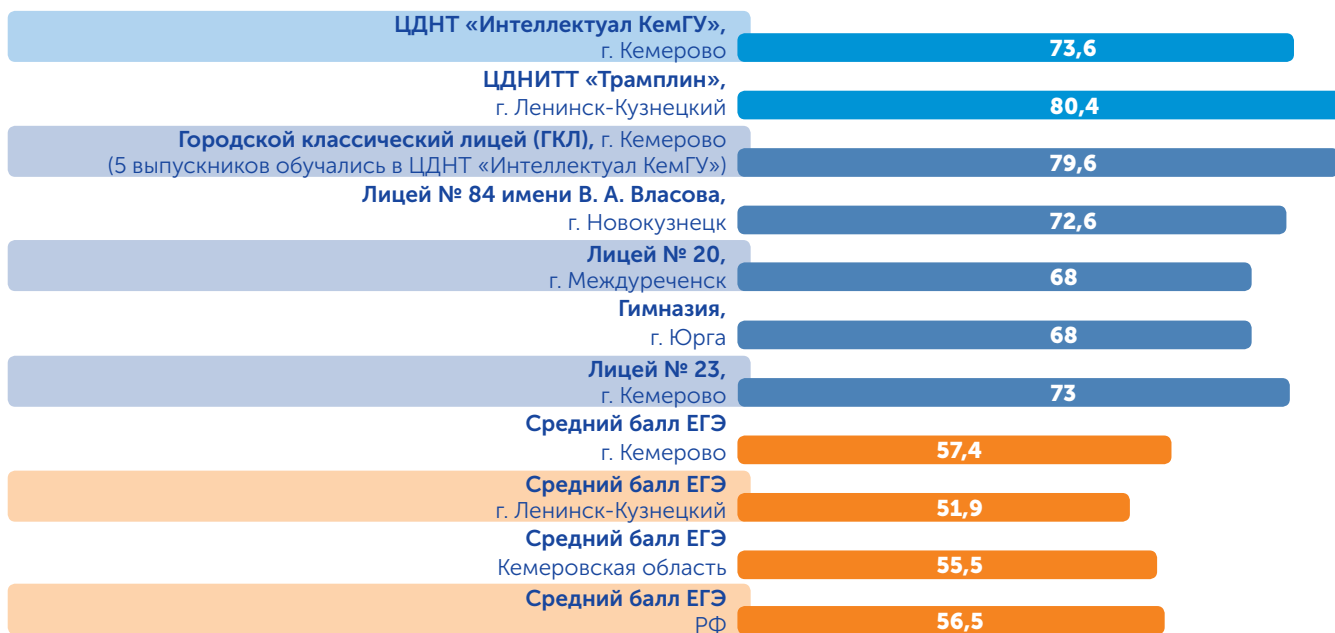 ЦДНТ «Интеллектуал КемГУ»,
г. Кемерово
73,6
ЦДНИТТ «Трамплин»,
г. Ленинск-Кузнецкий
80,4
Городской классический лицей (ГКЛ), г. Кемерово
(5 выпускников обучались в ЦДНТ «Интеллектуал КемГУ»)
79,6
Лицей № 84 имени В. А. Власова,
г. Новокузнецк
72,6
Лицей № 20,
г. Междуреченск
68
Гимназия,
г. Юрга
68
Лицей № 23,
г. Кемерово
73
Средний балл ЕГЭ
г. Кемерово
57,4
Средний балл ЕГЭ
г. Ленинск-Кузнецкий
51,9
Средний балл ЕГЭ
Кемеровская область
55,5
Средний балл ЕГЭ
РФ
56,5